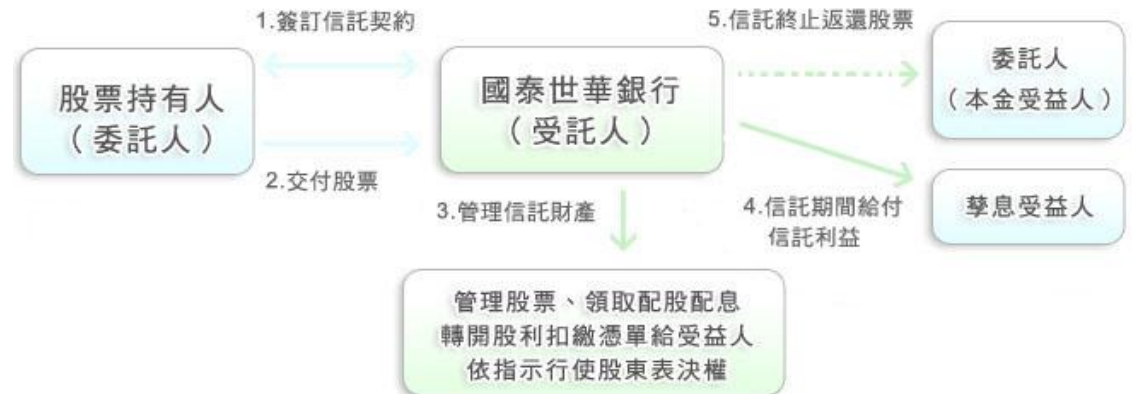 1.簽訂信託契約
5.信託終止返還股票
股票持有人
（委託人）
國泰世華銀行
（受託人）
委託人
（本金受益人）
2.交付股票
3.管理信託財產
4.信託期間給付
信託利益
孳息受益人
管理股票、領取配股配息
轉開股利扣繳憑單給受益人
依指示行使股東表決權